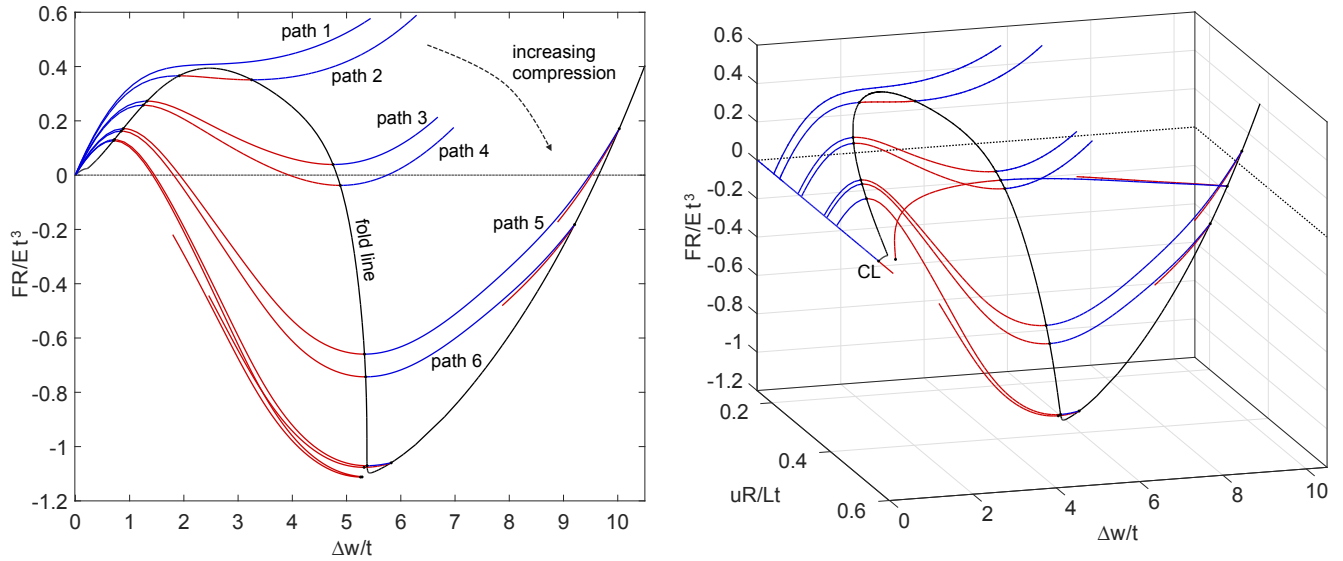 0.6
0.4
0.2
0
-0.2
-0.4
-0.6
-0.8
-1
-1.2
FR/E t³
0
1
2
3
4
5
6
7
8
9
10
Δw/t
path 1
path 2
path 3
path 4
path 5
path 6
fold line
increasing
compression
0.6
0.4
0.2
0
-0.2
-0.4
-0.6
-0.8
-1
-1.2
FR/E t³
CL
0.2
0.4
0.6
uR/Lt
0
2
4
6
8
10
Δw/t